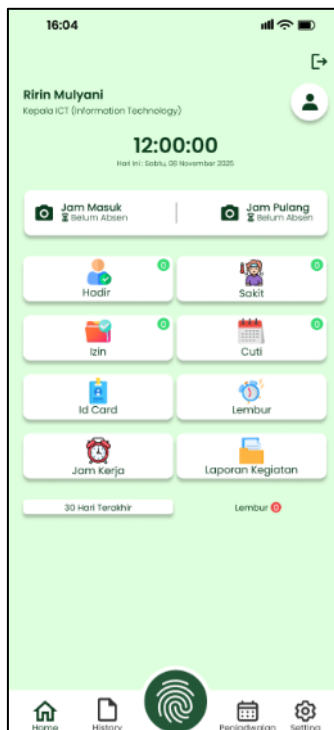 16:04
Ririn Mulyani
Kepala ICT (Information Technology)
12:00:00
Hari Ini : Sabtu, 08 November 2025
Jam Masuk
Belum Absen
Jam Pulang
Belum Absen
0
Hadir
0
Sakit
0
Izin
0
Cuti
Id Card
Lembur
Jam Kerja
Laporan Kegiatan
30 Hari Terakhir
Lembur 0
Home
History
Penjadwalan
Setting